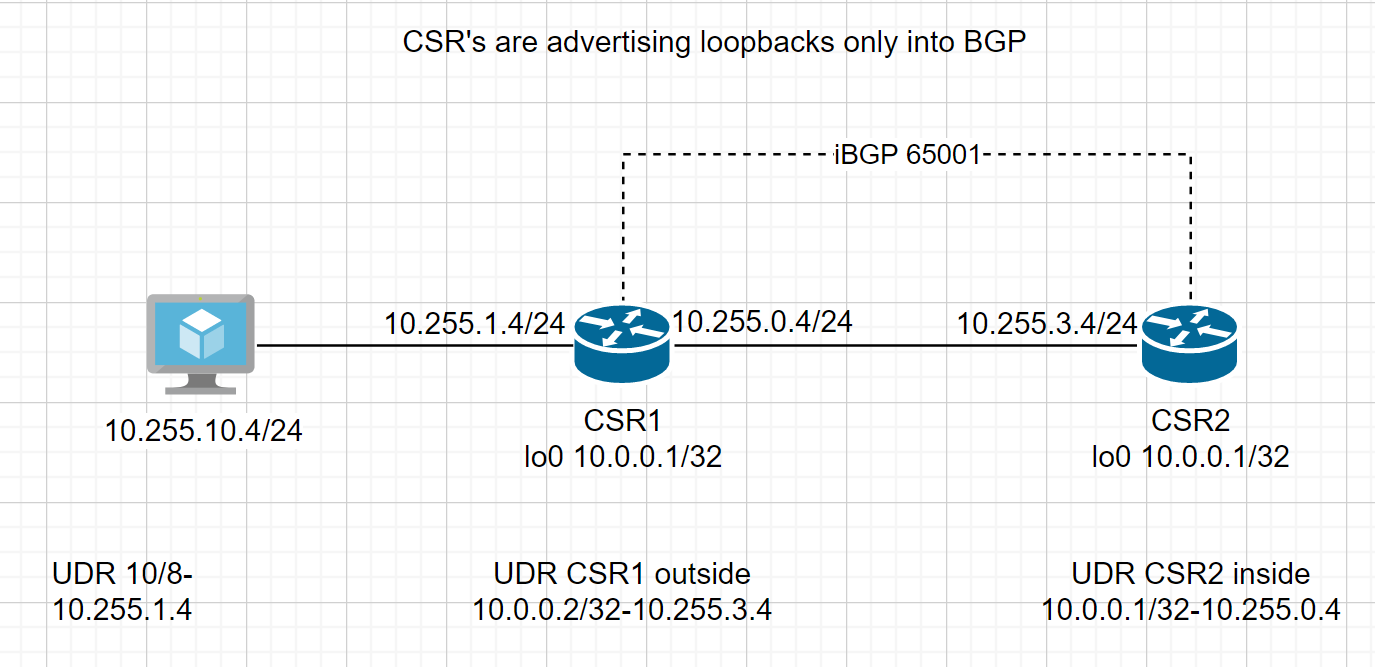 CSR's are advertising loopbacks only into BGP
iBGP 65001
10.255.1.4/24
10.255.0.4/24
10.255.3.4/24
10.255.10.4/24
CSR1
lo0 10.0.0.1/32
CSR2
lo0 10.0.0.1/32
UDR 10/8-
10.255.1.4
UDR CSR1 outside
10.0.0.2/32-10.255.3.4
UDR CSR2 inside
10.0.0.1/32-10.255.0.4